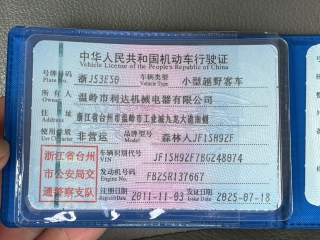 中华人民共和国机动车行驶证
Vehicle License of the People's Republic of China
号牌号码 浙J53E50 车辆类型 小型越野客车
Plate No. Vehicle Type
所有人 温岭市利达机械电器有限公司
Owner
住址 浙江省台州市温岭市工业城九龙大道南侧
Address
使用性质 非营运 品牌型号 森林人JF1SH9ZF
Use Character Model
浙江省台州 车辆识别代号 JF1SH9ZF7BG248074
VIN
市公安局交 发动机号码 FB25R137667
Engine No.
通警察支队 注册日期 2011-11-03 发证日期 2025-07-18
Register Date Issue Date